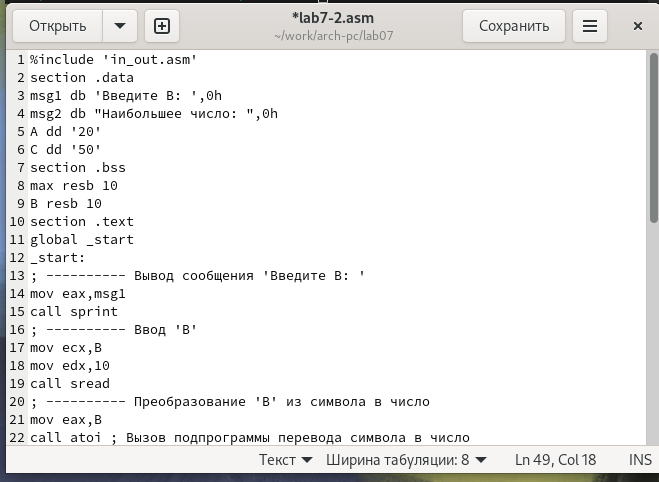 Открыть
*lab7-2.asm
~/work/arch-pc/lab07
Сохранить
1 %include 'in_out.asm'
2 section .data
3 msg1 db 'Введите B: ',0h
4 msg2 db "Наибольшее число: ",0h
5 A dd '20'
6 C dd '50'
7 section .bss
8 max resb 10
9 B resb 10
10 section .text
11 global _start
12 _start:
13 ; ---------- Вывод сообщения 'Введите B: '
14 mov eax,msg1
15 call sprint
16 ; ---------- Ввод 'B'
17 mov ecx,B
18 mov edx,10
19 call sread
20 ; ---------- Преобразование 'B' из символа в число
21 mov eax,B
22 call atoi ; Вызов подпрограммы перевода символа в число
Текст Ширина табуляции: 8 Ln 49, Col 18 INS